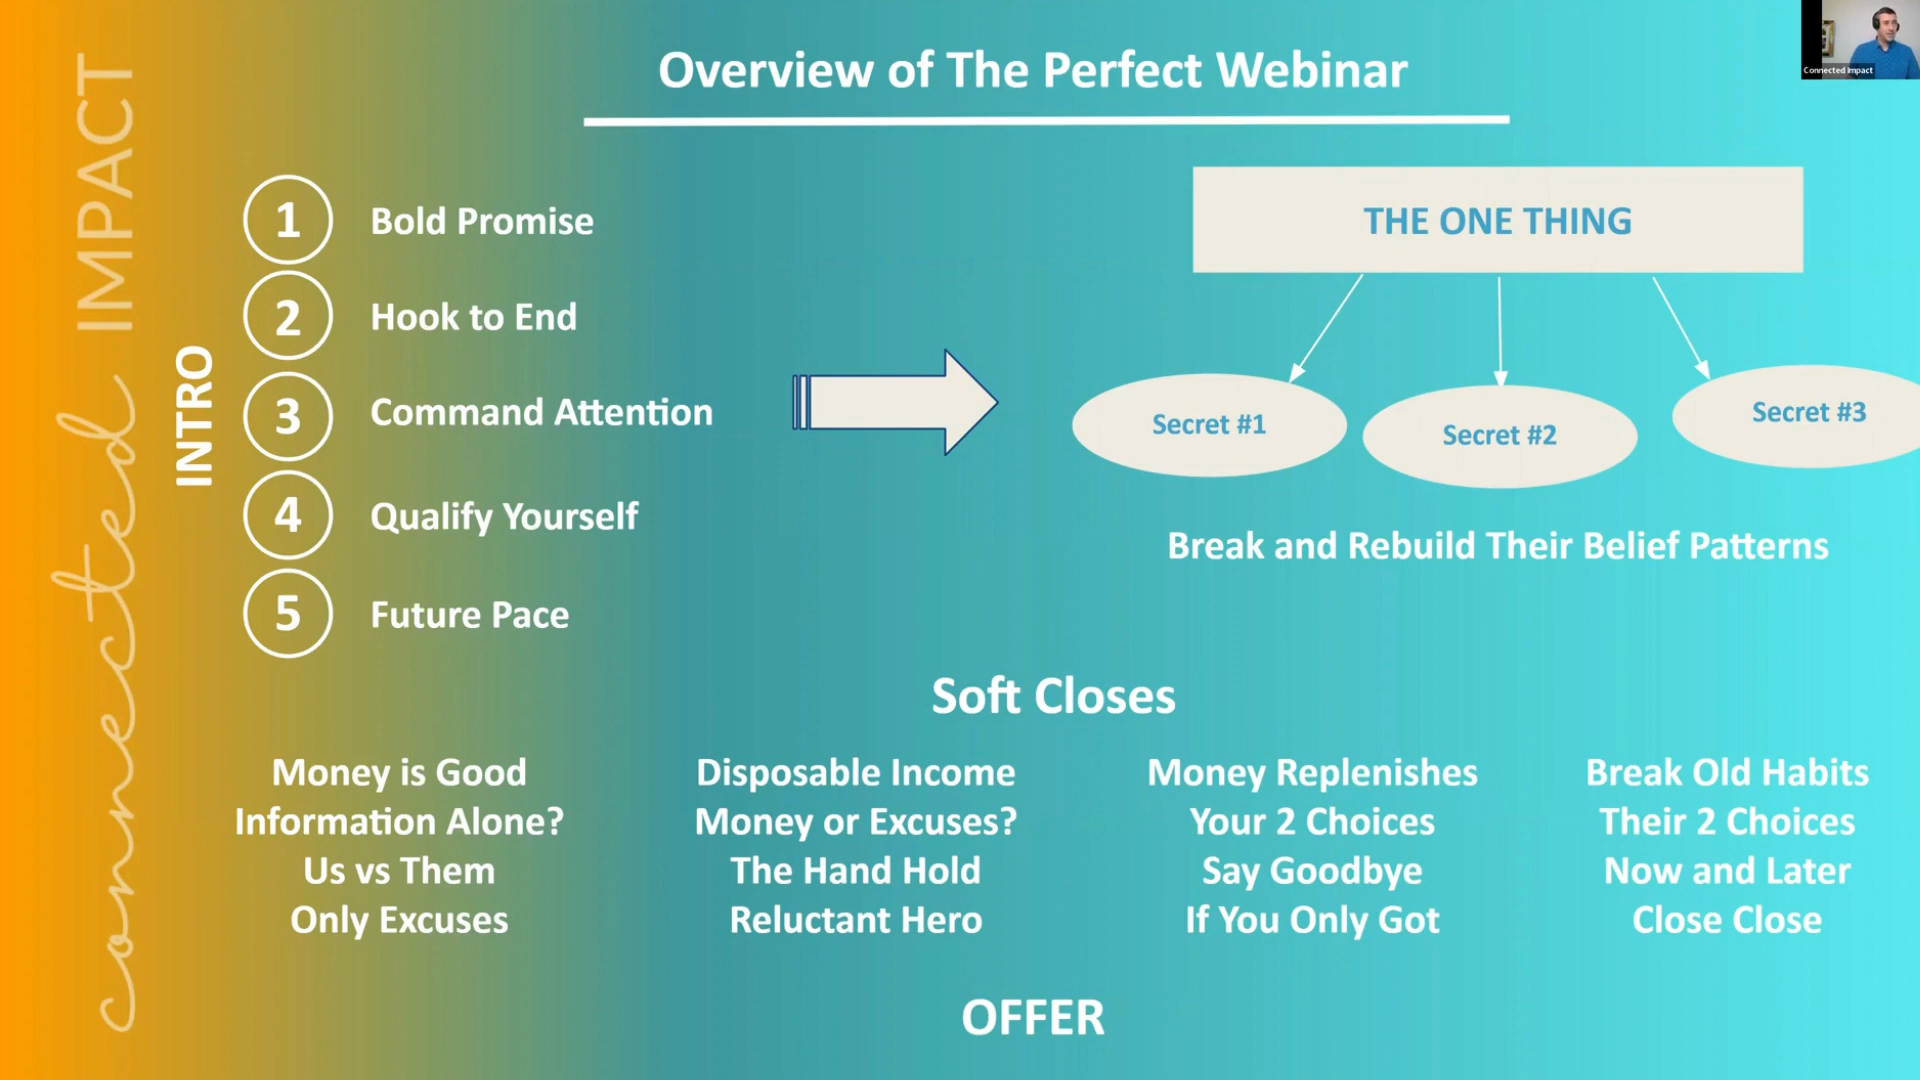 Overview of The Perfect Webinar
Connected Impact
connected IMPACT
INTRO
1 Bold Promise
2 Hook to End
3 Command Attention
4 Qualify Yourself
5 Future Pace
THE ONE THING
Secret #1
Secret #2
Secret #3
Break and Rebuild Their Belief Patterns
Soft Closes
Money is Good
Information Alone?
Us vs Them
Only Excuses
Disposable Income
Money or Excuses?
The Hand Hold
Reluctant Hero
Money Replenishes
Your 2 Choices
Say Goodbye
If You Only Got
Break Old Habits
Their 2 Choices
Now and Later
Close Close
OFFER